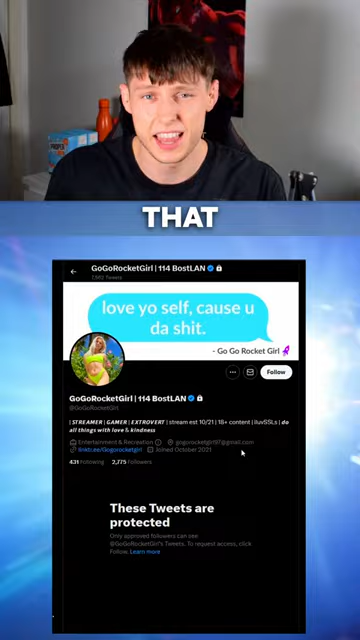 THAT
GoGoRocketGirl | 114 BostLAN
7,502 Tweets
love yo self, cause u
da shit.
- Go Go Rocket Girl
Follow
GoGoRocketGirl | 114 BostLAN
@GoGoRocketGirl
| STREAMER | GAMER | EXTROVERT | stream est 10/21 | 18+ content | iluvSSLs | do
all things with love & kindness
Entertainment & Recreation gogorocketgirl97@gmail.com
linktr.ee/Gogorocketgirl Joined October 2021
431 Following 2,775 Followers
These Tweets are
protected
Only approved followers can see
@GoGoRocketGirl's Tweets. To request access, click
Follow. Learn more